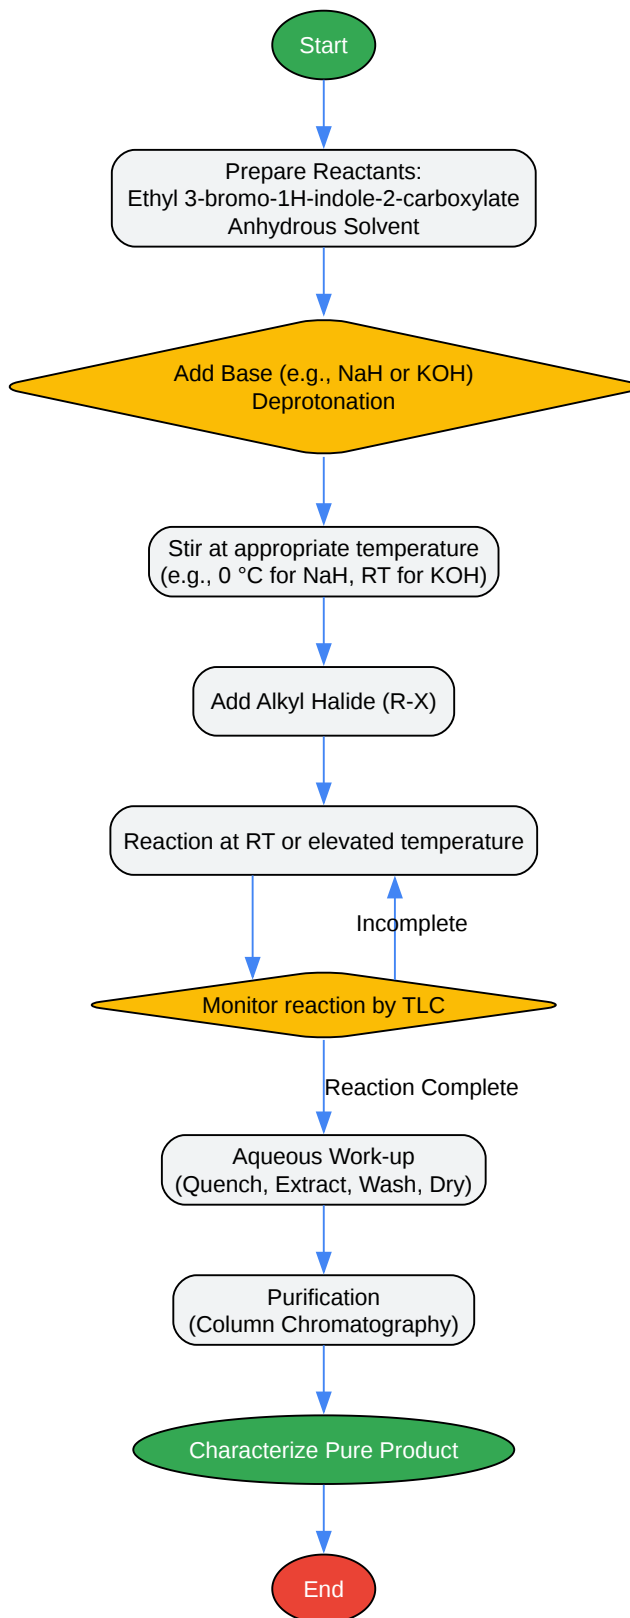 Start
Prepare Reactants:
Ethyl 3-bromo-1H-indole-2-carboxylate
Anhydrous Solvent
Add Base (e.g., NaH or KOH)
Deprotonation
Stir at appropriate temperature
(e.g., 0 °C for NaH, RT for KOH)
Add Alkyl Halide (R-X)
Reaction at RT or elevated temperature
Incomplete
Monitor reaction by TLC
Reaction Complete
Aqueous Work-up
(Quench, Extract, Wash, Dry)
Purification
(Column Chromatography)
Characterize Pure Product
End